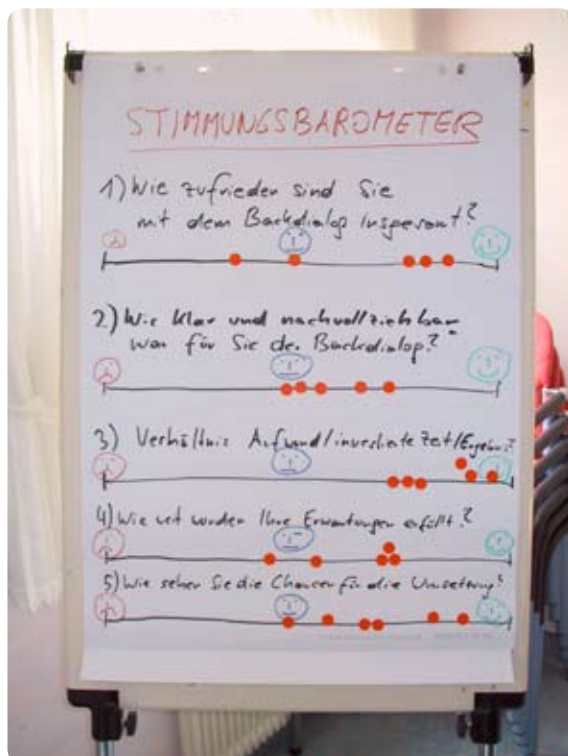 STIMMUNGSBAROMETER
1) Wie zufrieden sind Sie
mit dem Backdialog insgesamt?
2) Wie klar und nachvollziehbar
war für Sie der Backdialog?
3) Verhältnis Aufwand/investierte Zeit/Ergebnis?
4) Wie weit wurden Ihre Erwartungen erfüllt?
5) Wie sehen Sie die Chancen für die Umsetzung?